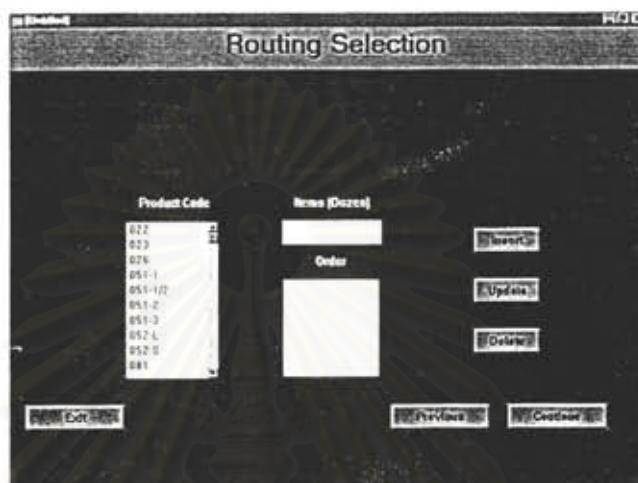 (Untitled)
Routing Selection
Product Code
Items (Dozen)
022
023
026
051-1
051-1/2
051-2
051-3
052-L
052-S
081
Order
Insert
Update
Delete
Exit
Previous
Continue